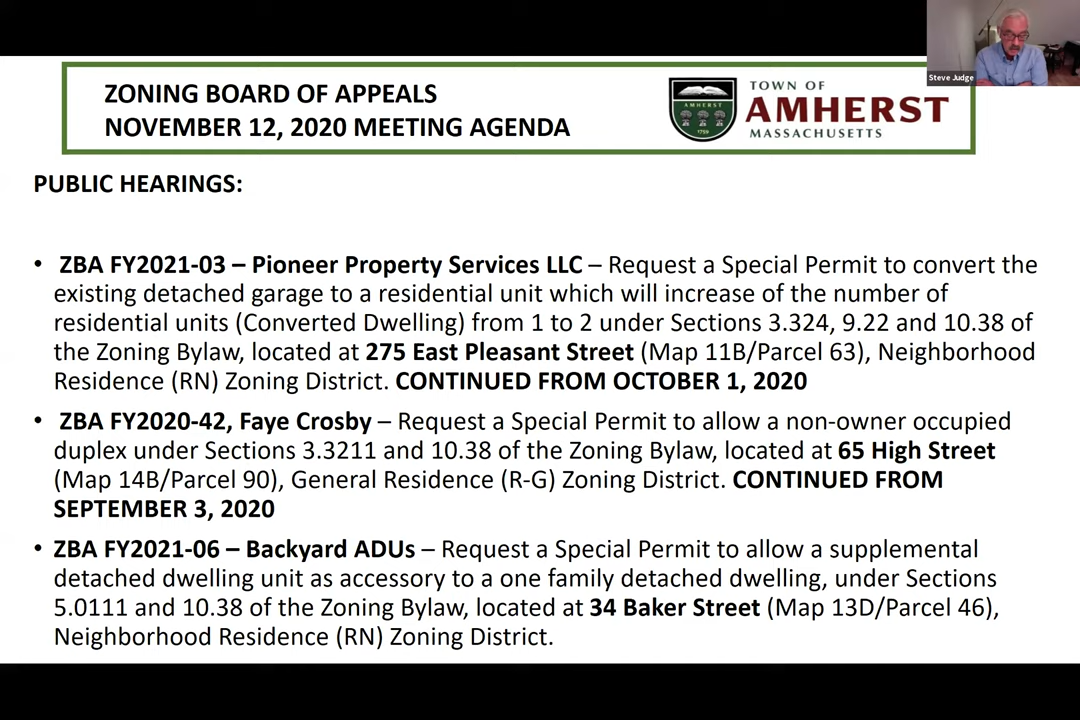 Steve Judge
ZONING BOARD OF APPEALS
NOVEMBER 12, 2020 MEETING AGENDA
AMHERST
1759
TOWN OF
AMHERST
MASSACHUSETTS
PUBLIC HEARINGS:
• ZBA FY2021-03 – Pioneer Property Services LLC – Request a Special Permit to convert the
existing detached garage to a residential unit which will increase of the number of
residential units (Converted Dwelling) from 1 to 2 under Sections 3.324, 9.22 and 10.38 of
the Zoning Bylaw, located at 275 East Pleasant Street (Map 11B/Parcel 63), Neighborhood
Residence (RN) Zoning District. CONTINUED FROM OCTOBER 1, 2020
• ZBA FY2020-42, Faye Crosby – Request a Special Permit to allow a non-owner occupied
duplex under Sections 3.3211 and 10.38 of the Zoning Bylaw, located at 65 High Street
(Map 14B/Parcel 90), General Residence (R-G) Zoning District. CONTINUED FROM
SEPTEMBER 3, 2020
• ZBA FY2021-06 – Backyard ADUs – Request a Special Permit to allow a supplemental
detached dwelling unit as accessory to a one family detached dwelling, under Sections
5.0111 and 10.38 of the Zoning Bylaw, located at 34 Baker Street (Map 13D/Parcel 46),
Neighborhood Residence (RN) Zoning District.